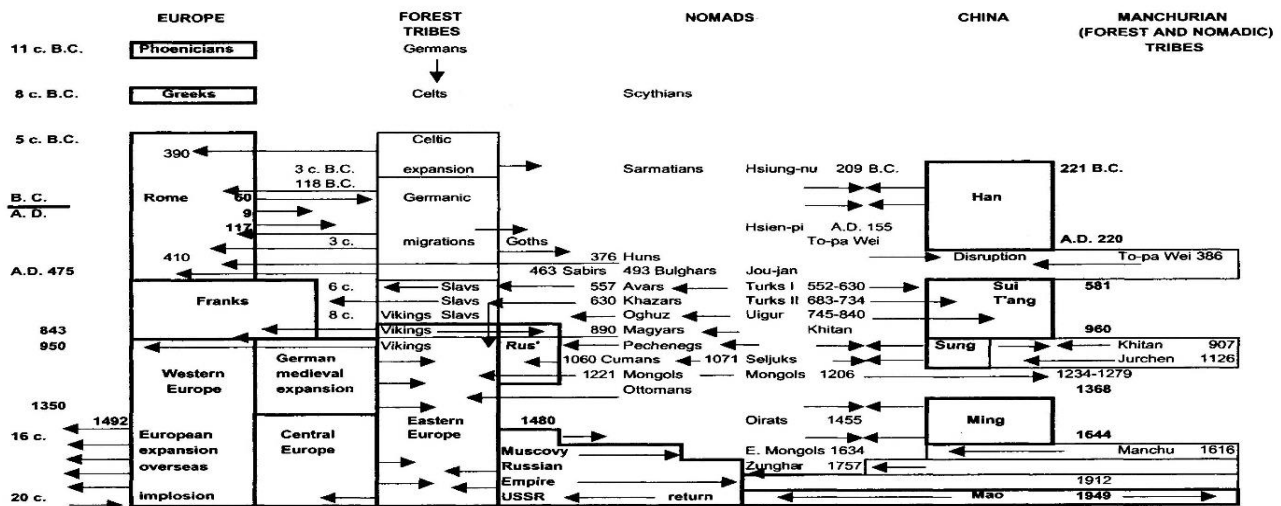 EUROPE FOREST TRIBES NOMADS CHINA MANCHURIAN (FOREST AND NOMADIC) TRIBES
11 c. B.C. Phoenicians Germans
8 c. B.C. Greeks Celts Scythians
5 c. B.C. Celtic
390
3 c. B.C. expansion Sarmatians Hsiung-nu 209 B.C. 221 B.C.
118 B.C.
B. C. Rome 60 Germanic Han
A. D. 9
117 Hsien-pi A.D. 155
3 c. migrations Goths To-pa Wei A.D. 220
410 376 Huns Disruption To-pa Wei 386
A.D. 475 463 Sabirs 493 Bulghars Jou-jan
6 c. Slavs 557 Avars Turks I 552-630 Sui 581
Franks Slavs 630 Khazars Turks II 683-734 T'ang
8 c. Vikings Slavs Oghuz Uigur 745-840
843 Vikings 890 Magyars Khitan 960
950 Vikings Rus' Pechenegs Sung Khitan 907
German 1060 Cumans 1071 Seljuks Jurchen 1126
Western medieval 1221 Mongols Mongols 1206 1234-1279
Europe expansion Ottomans 1368
1350
1492 Eastern 1480 Oirats 1455 Ming
16 c. European Central Europe 1644
expansion Europe Muscovy E. Mongols 1634 Manchu 1616
overseas Russian Zunghar 1757
Empire 1912
20 c. implosion USSR return Mao 1949